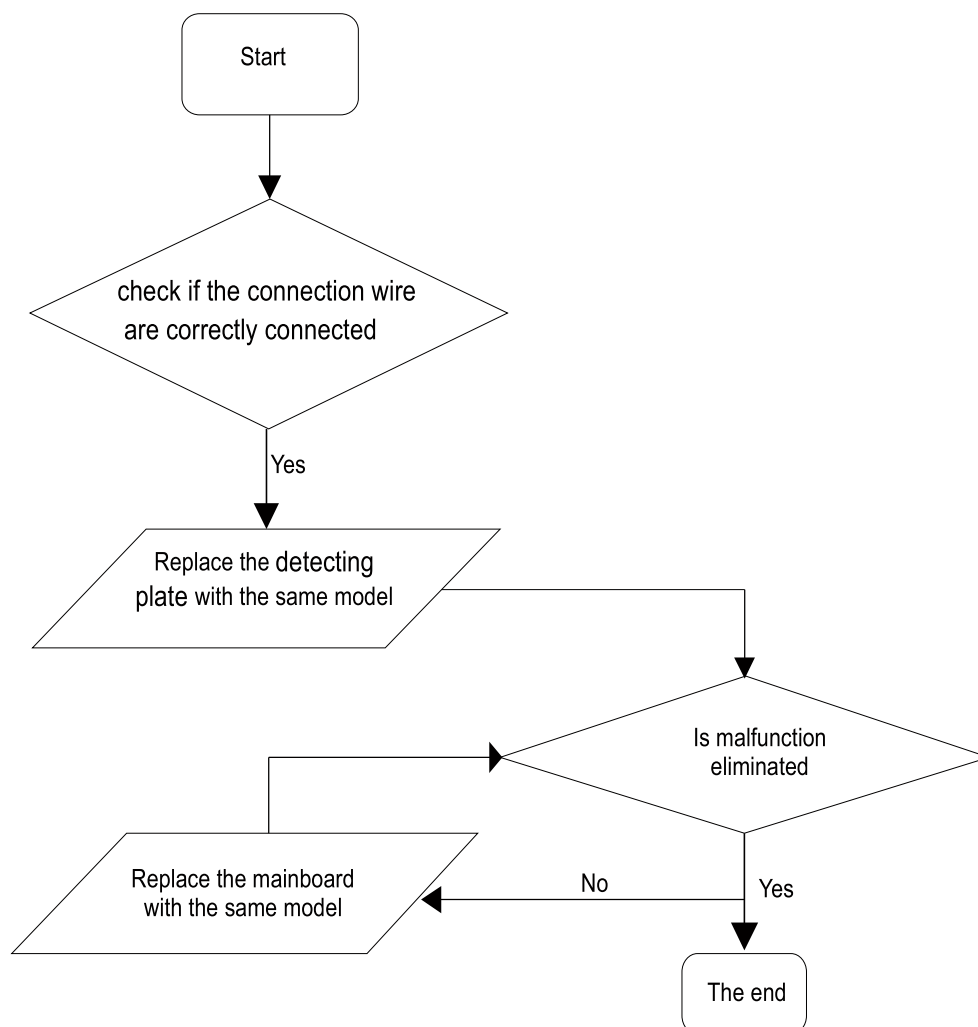 Start
check if the connection wire
are correctly connected
Yes
Replace the detecting
plate with the same model
Is malfunction
eliminated
Replace the mainboard
with the same model
No
Yes
The end